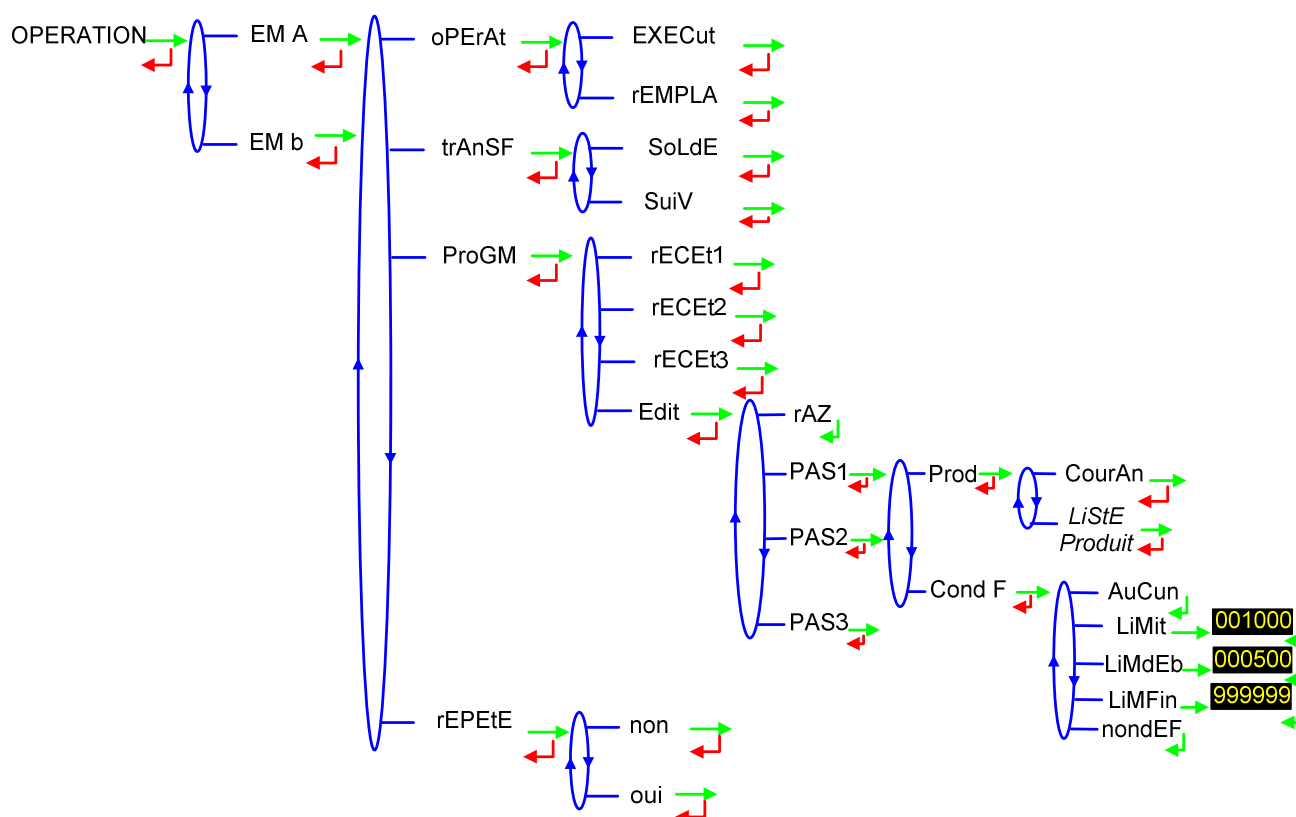 OPERATION
EM A
EM b
oPErAt
EXECut
rEMPLA
trAnSF
SoLdE
SuiV
ProGM
rECEt1
rECEt2
rECEt3
Edit
rAZ
PAS1
Prod
CourAn
LiStE
Produit
PAS2
Cond F
AuCun
LiMit
001000
LiMdEb
000500
LiMFin
999999
nondEF
PAS3
rEPEtE
non
oui